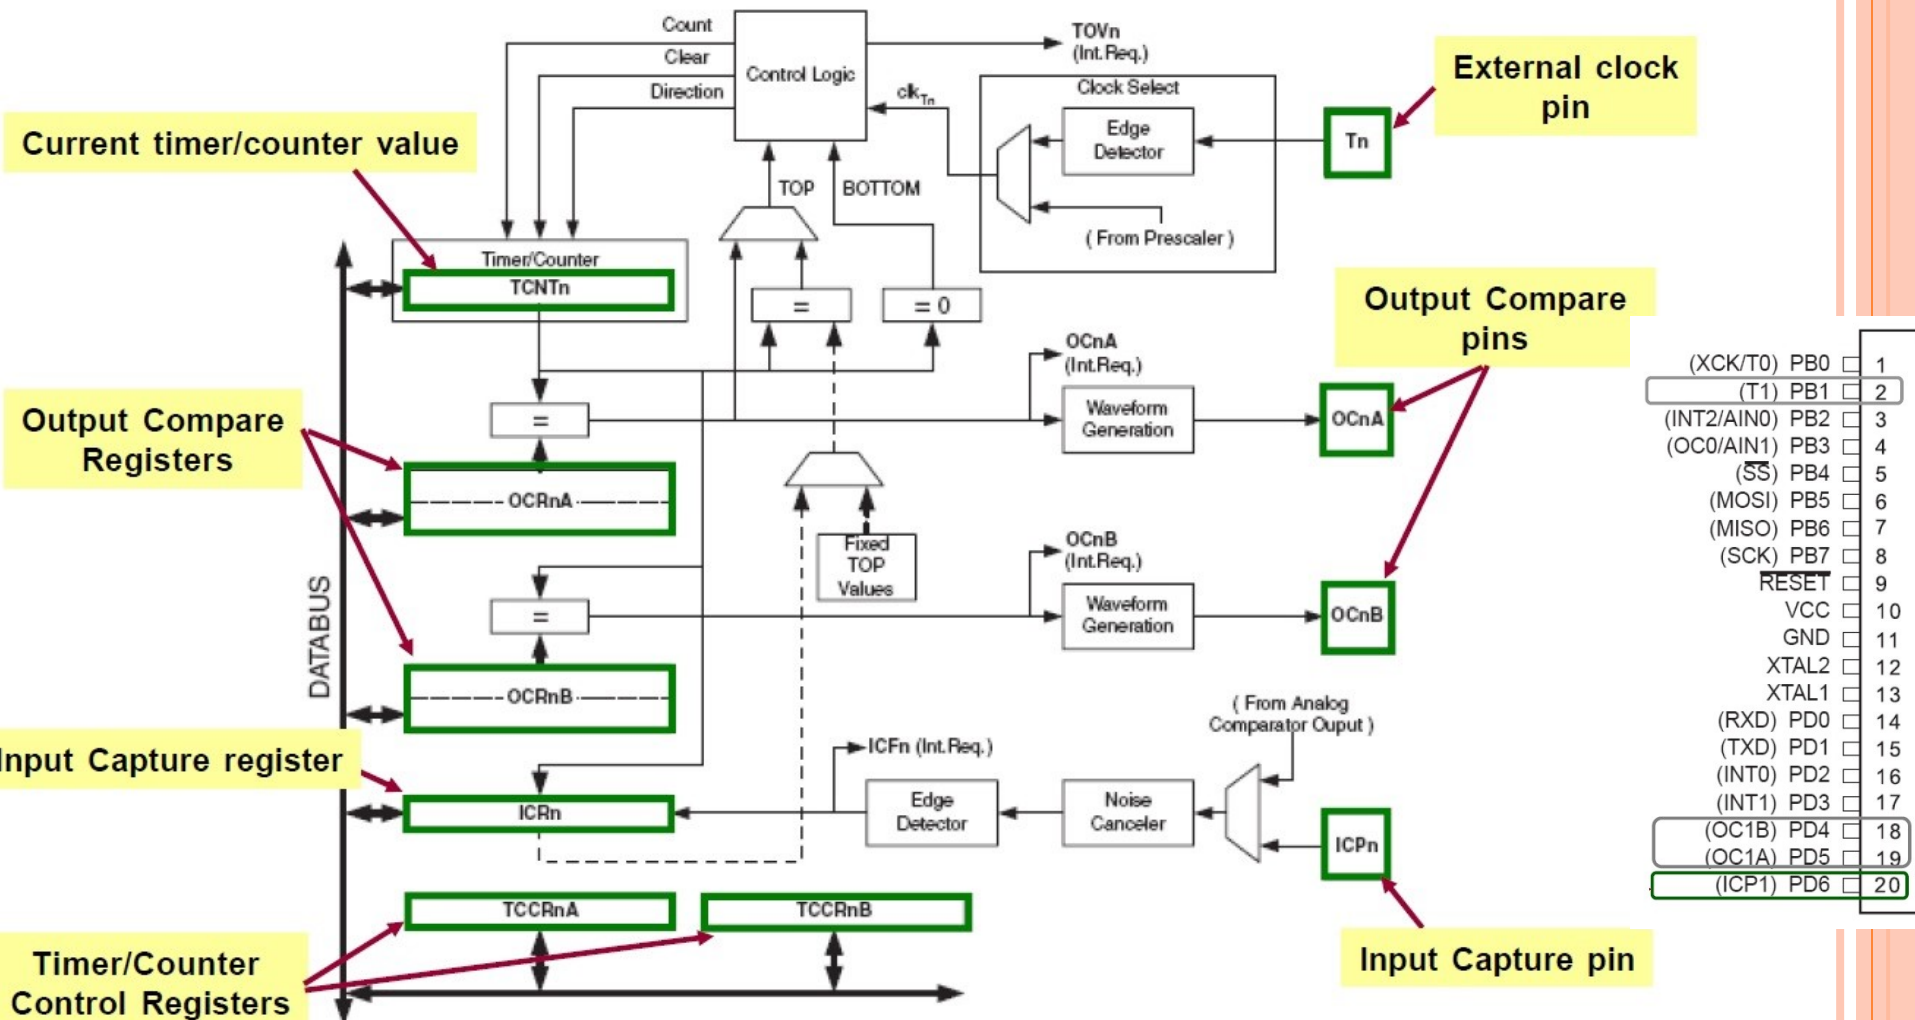 Count
Clear
Direction
Control Logic
TOVn
(Int.Req.)
clkTn
Clock Select
Edge
Detector
Tn
External clock
pin
Current timer/counter value
TOP
BOTTOM
( From Prescaler )
Timer/Counter
TCNTn
=
= 0
Output Compare
pins
OCnA
(Int.Req.)
Output Compare
Registers
=
Waveform
Generation
OCnA
OCRnA
Fixed
TOP
Values
OCnB
(Int.Req.)
=
Waveform
Generation
OCnB
DATABUS
OCRnB
( From Analog
Comparator Ouput )
Input Capture register
ICFn (Int.Req.)
ICRn
Edge
Detector
Noise
Canceler
ICPn
TCCRnA
TCCRnB
Timer/Counter
Control Registers
Input Capture pin
(XCK/T0) PB0 1
(T1) PB1 2
(INT2/AIN0) PB2 3
(OC0/AIN1) PB3 4
(SS) PB4 5
(MOSI) PB5 6
(MISO) PB6 7
(SCK) PB7 8
RESET 9
VCC 10
GND 11
XTAL2 12
XTAL1 13
(RXD) PD0 14
(TXD) PD1 15
(INT0) PD2 16
(INT1) PD3 17
(OC1B) PD4 18
(OC1A) PD5 19
(ICP1) PD6 20